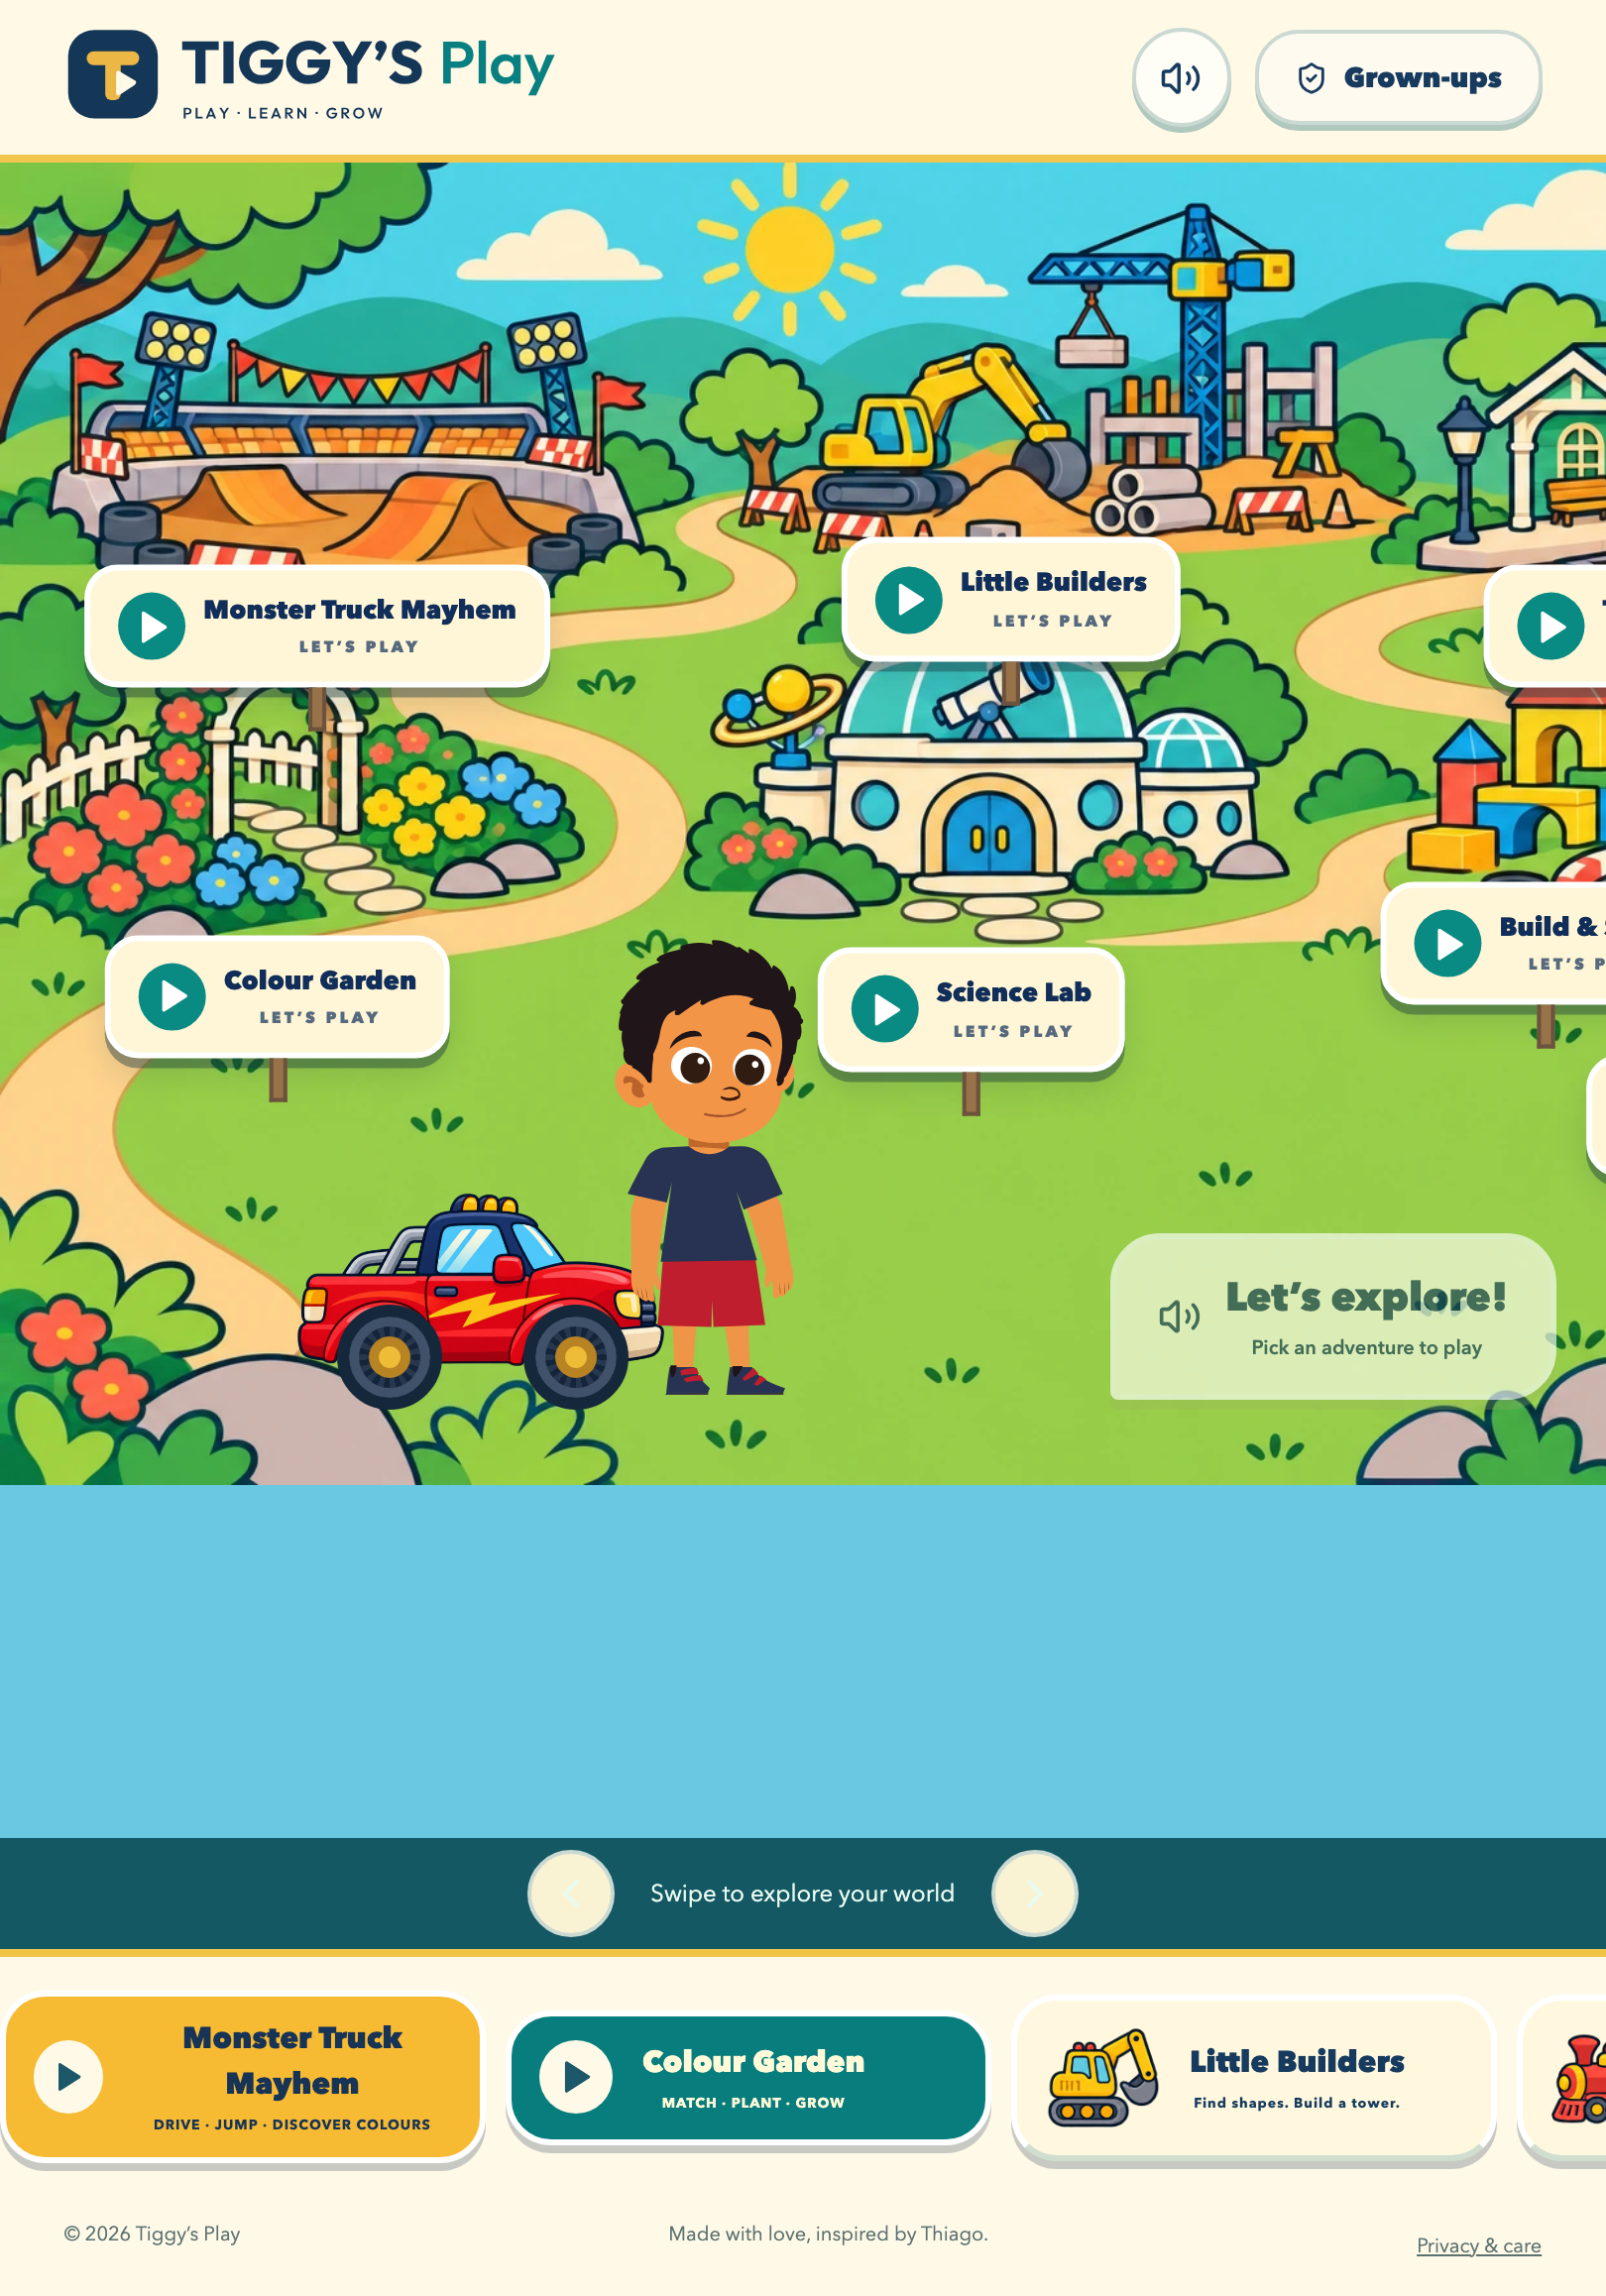 TIGGY’S Play
PLAY · LEARN · GROW
Grown-ups
Monster Truck Mayhem
LET’S PLAY
Little Builders
LET’S PLAY
Colour Garden
LET’S PLAY
Science Lab
LET’S PLAY
Build &
LET’S
Let’s explore!
Pick an adventure to play
Swipe to explore your world
Monster Truck
Mayhem
DRIVE · JUMP · DISCOVER COLOURS
Colour Garden
MATCH · PLANT · GROW
Little Builders
Find shapes. Build a tower.
© 2026 Tiggy’s Play
Made with love, inspired by Thiago.
Privacy & care